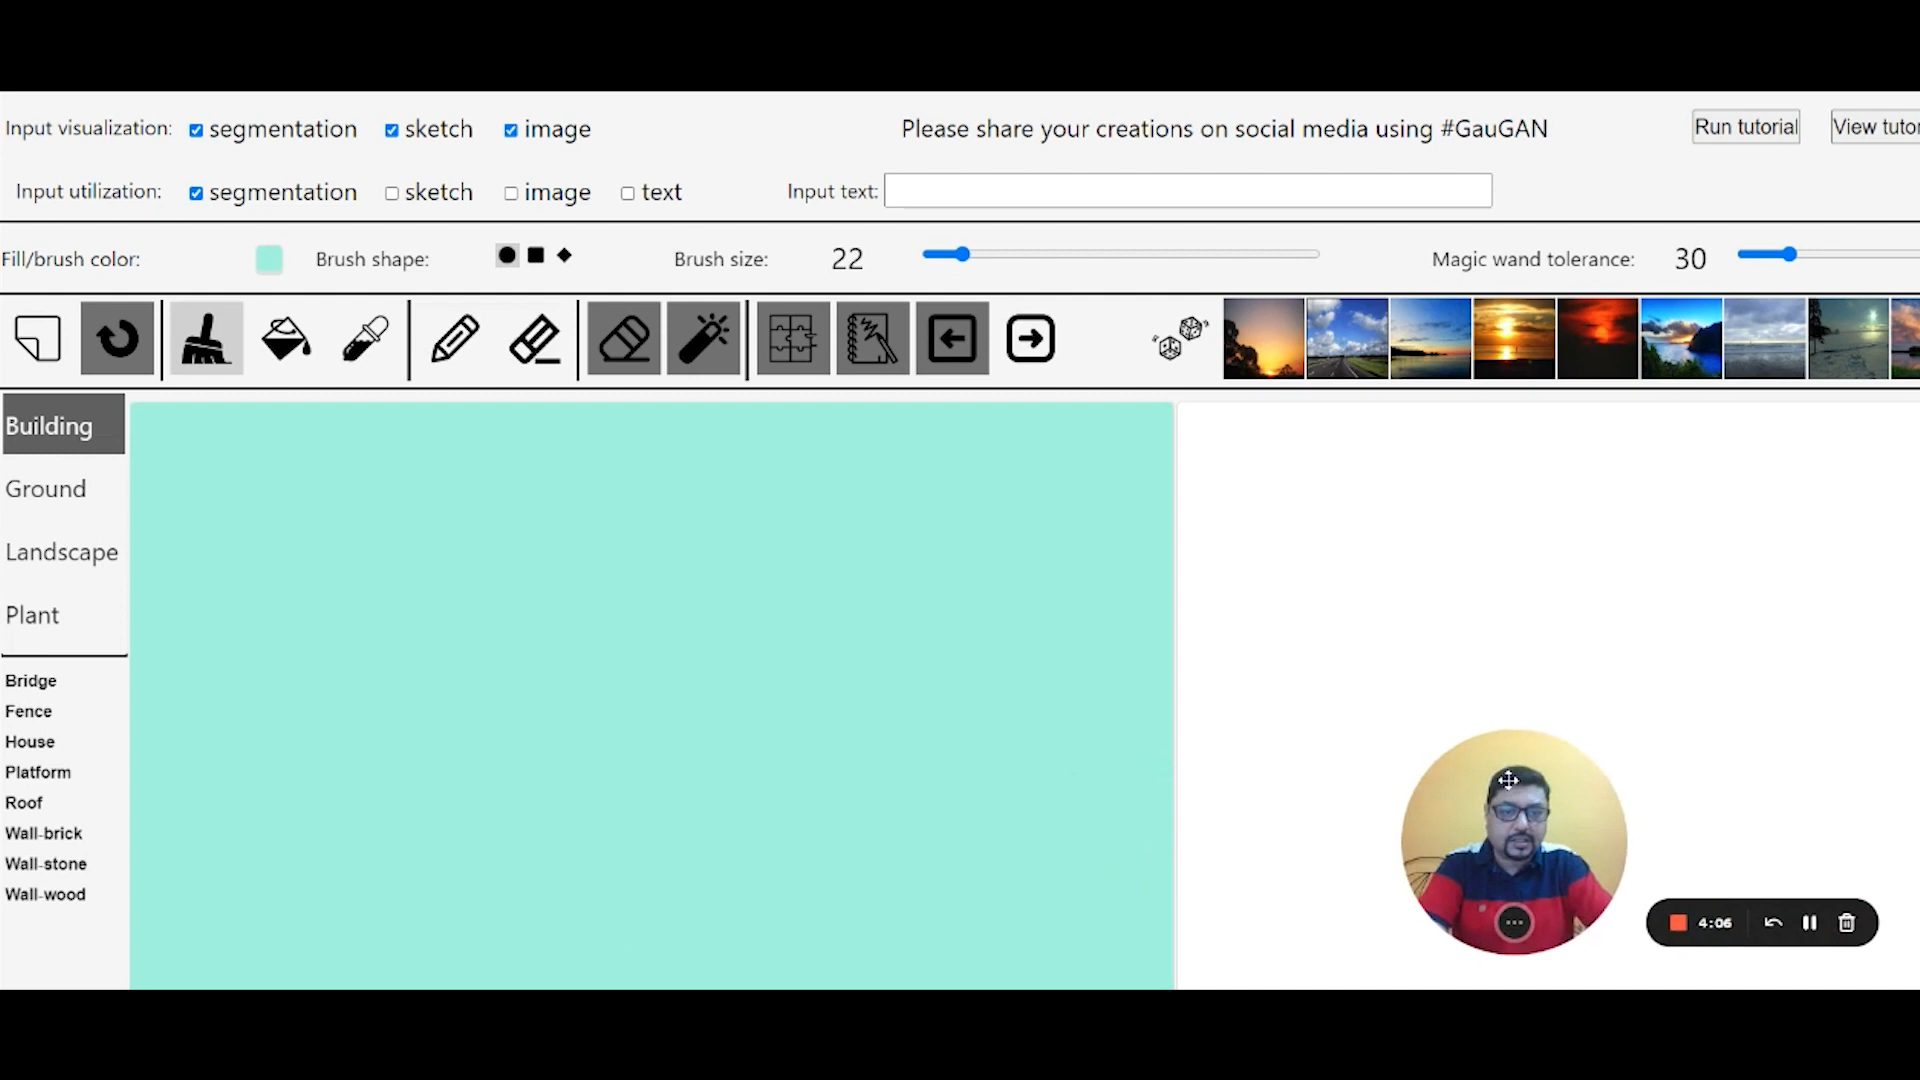 Input visualization: segmentation sketch image Please share your creations on social media using #GauGAN Run tutorial View tutor
Input utilization: segmentation sketch image text Input text:
Fill/brush color: Brush shape: Brush size: 22 Magic wand tolerance: 30
Building
Ground
Landscape
Plant
Bridge
Fence
House
Platform
Roof
Wall-brick
Wall-stone
Wall-wood
4:06